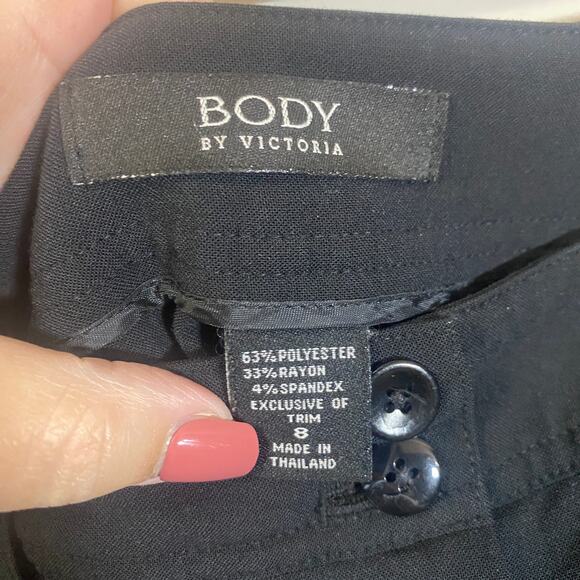 BODY
BY VICTORIA
63% POLYESTER
33% RAYON
4% SPANDEX
EXCLUSIVE OF
TRIM
8
MADE IN
THAILAND